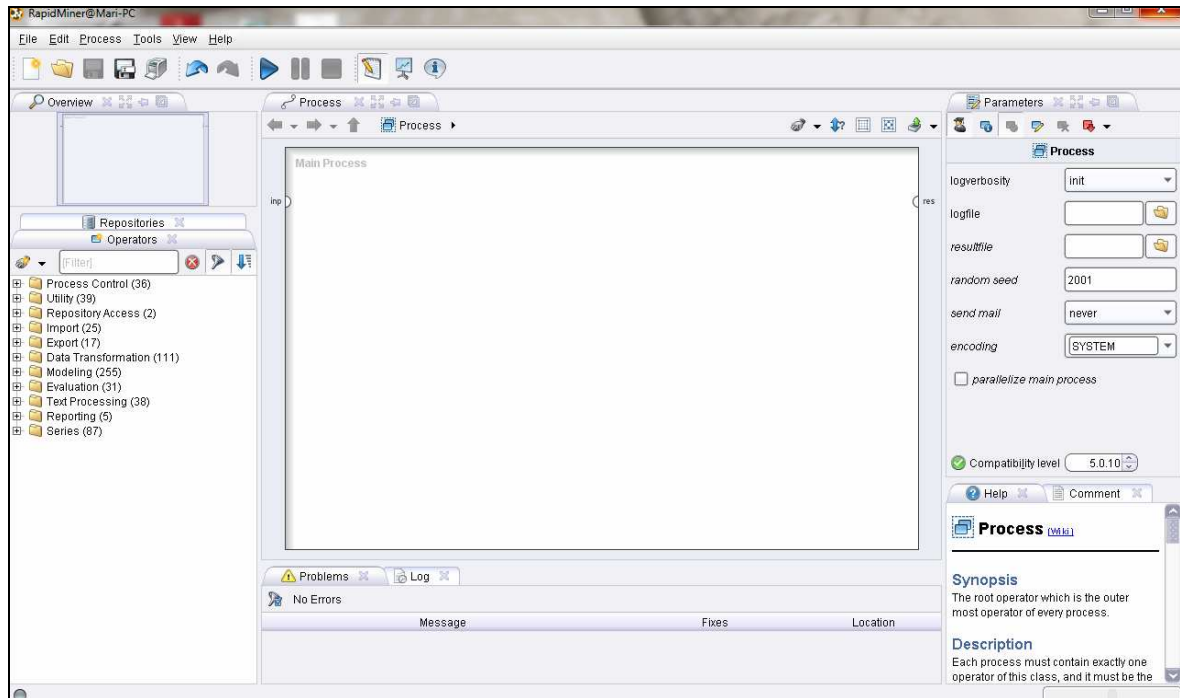 RapidMiner@Mari-PC
File Edit Process Tools View Help
Overview
Process
Parameters
Process
Main Process
inp
res
Repositories
Operators
[Filter]
Process Control (36)
Utility (39)
Repository Access (2)
Import (25)
Export (17)
Data Transformation (111)
Modeling (255)
Evaluation (31)
Text Processing (38)
Reporting (5)
Series (87)
Process
logverbosity init
logfile
resultfile
random seed 2001
send mail never
encoding SYSTEM
parallelize main process
Compatibility level 5.0.10
Problems
Log
No Errors
Message Fixes Location
Help
Comment
Process (Wiki)
Synopsis
The root operator which is the outer
most operator of every process.
Description
Each process must contain exactly one
operator of this class, and it must be the